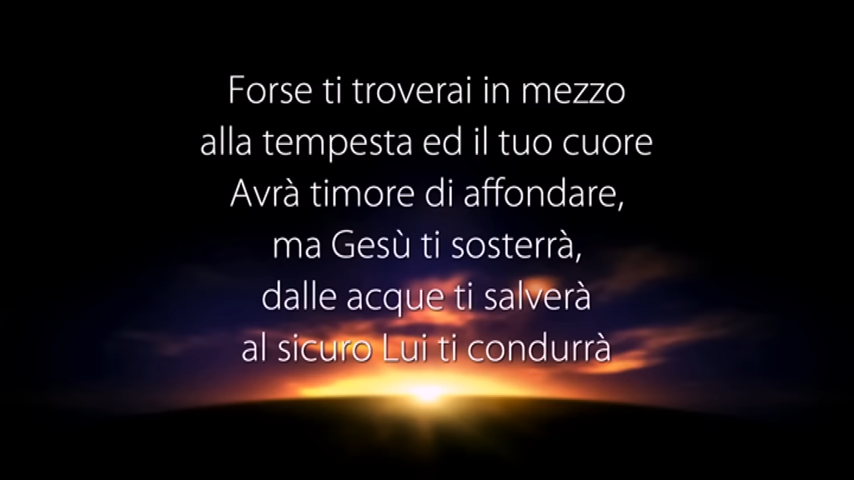 Forse ti troverai in mezzo
alla tempesta ed il tuo cuore
Avrà timore di affondare,
ma Gesù ti sosterrà,
dalle acque ti salverà
al sicuro Lui ti condurrà